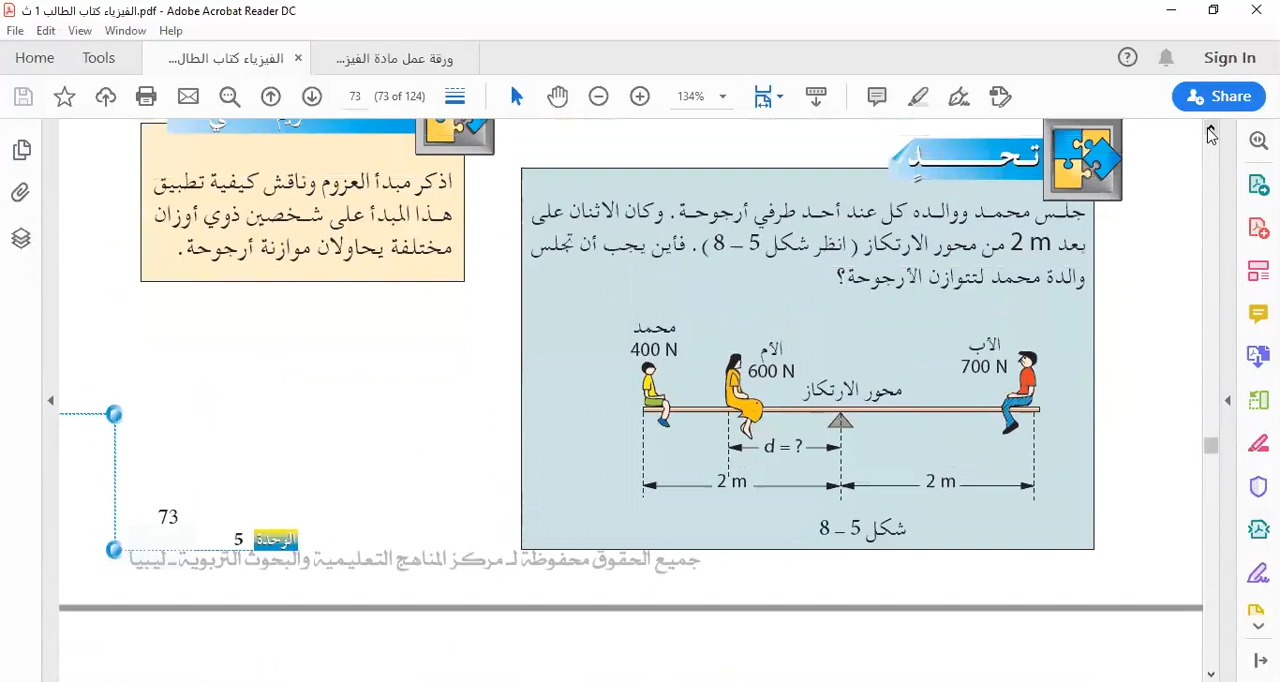 الفيزياء كتاب الطالب 1 ث.pdf - Adobe Acrobat Reader DC
File Edit View Window Help
Home Tools الفيزياء كتاب الطال... × ورقة عمل مادة الفيز... Sign In
73 (73 of 124) 134% Share
تحــدٍ
جلس محمد ووالده كل عند أحد طرفي أرجوحة. وكان الاثنان على
بعد 2 m من محور الارتكاز (انظر شكل 5 – 8). فأين يجب أن تجلس
والدة محمد لتتوازن الأرجوحة؟
محمد
400 N
الأم
600 N
محور الارتكاز
الأب
700 N
d = ?
2 m
2 m
شكل 5 – 8
اذكر مبدأ العزوم وناقش كيفية تطبيق
هذا المبدأ على شخصين ذوي أوزان
مختلفة يحاولان موازنة أرجوحة.
73
الوحدة 5
جميع الحقوق محفوظة لـ مركز المناهج التعليمية والبحوث التربوية ـ ليبيا